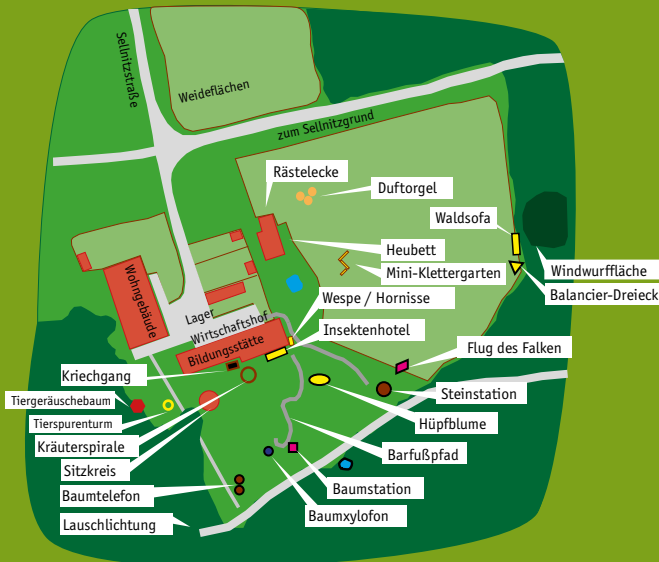 Sellnitzstraße
Weideflächen
zum Sellnitzgrund
Rästelecke
Duftorgel
Waldsofa
Heubett
Mini-Klettergarten
Windwurffläche
Balancier-Dreieck
Wohngebäude
Lager
Wirtschaftshof
Bildungsstätte
Wespe / Hornisse
Insektenhotel
Flug des Falken
Kriechgang
Steinstation
Tiergeräuschebaum
Tierspurenturm
Hüpfblume
Kräuterspirale
Barfußpfad
Sitzkreis
Baumtelefon
Baumstation
Lauschlichtung
Baumxylofon